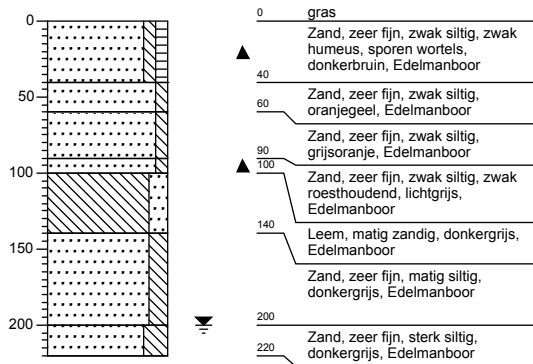 0
50
100
150
200
0
gras
Zand, zeer fijn, zwak siltig, zwak
humeus, sporen wortels,
donkerbruin, Edelmanboor
40
Zand, zeer fijn, zwak siltig,
oranjegeel, Edelmanboor
60
Zand, zeer fijn, zwak siltig,
grijsoranje, Edelmanboor
90
100
Zand, zeer fijn, zwak siltig, zwak
roesthoudend, lichtgrijs,
Edelmanboor
140
Leem, matig zandig, donkergrijs,
Edelmanboor
Zand, zeer fijn, matig siltig,
donkergrijs, Edelmanboor
200
Zand, zeer fijn, sterk siltig,
donkergrijs, Edelmanboor
220